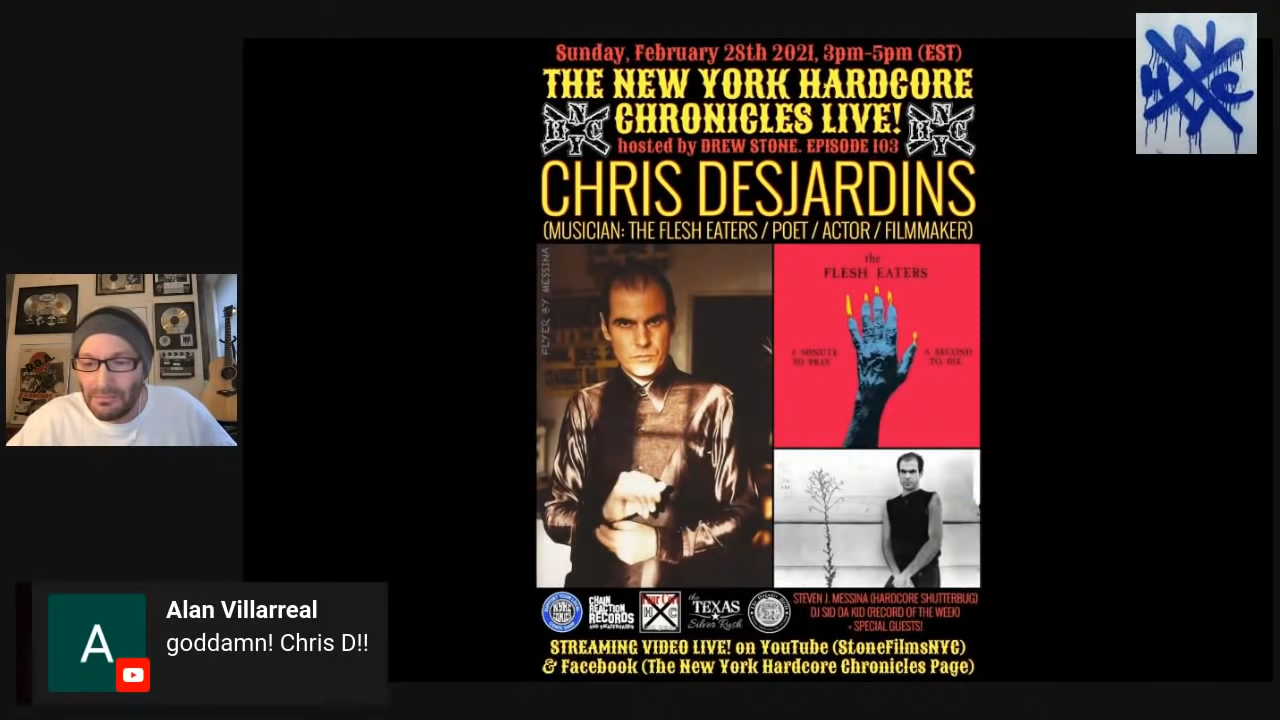 Sunday, February 28th 2021, 3pm-5pm (EST)
THE NEW YORK HARDCORE
CHRONICLES LIVE!
hosted by DREW STONE. EPISODE 103
CHRIS DESJARDINS
(MUSICIAN: THE FLESH EATERS / POET / ACTOR / FILMMAKER)
FLYER BY MESSINA
the
FLESH EATERS
A MINUTE
TO PRAY
A SECOND
TO DIE
CHAIN
REACTION
RECORDS
the
TEXAS
Silver Rush
STEVEN J. MESSINA (HARDCORE SHUTTERBUG)
DJ SID DA KID (RECORD OF THE WEEK)
+ SPECIAL GUESTS!
STREAMING VIDEO LIVE! on YouTube (StoneFilmsNYC)
& Facebook (The New York Hardcore Chronicles Page)
N
H C
Y
D.O.A.
A
Alan Villarreal
goddamn! Chris D!!